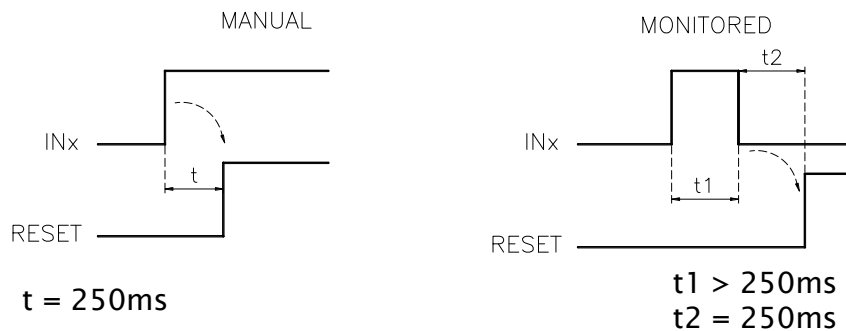 MANUAL
INx
t
RESET
t = 250ms
MONITORED
t2
INx
t1
RESET
t1 > 250ms
t2 = 250ms